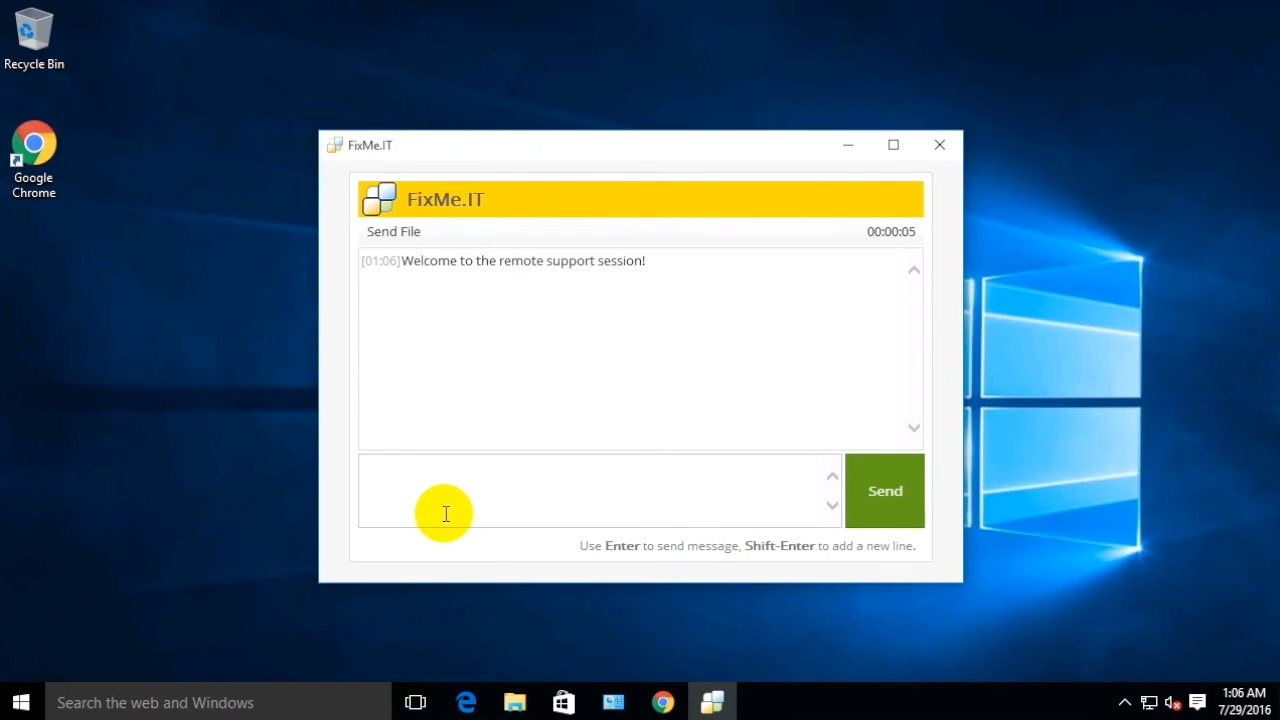 Recycle Bin
Google
Chrome
FixMe.IT
FixMe.IT
Send File
00:00:05
[01:06]Welcome to the remote support session!
Send
Use Enter to send message, Shift-Enter to add a new line.
Search the web and Windows
1:06 AM
7/29/2016